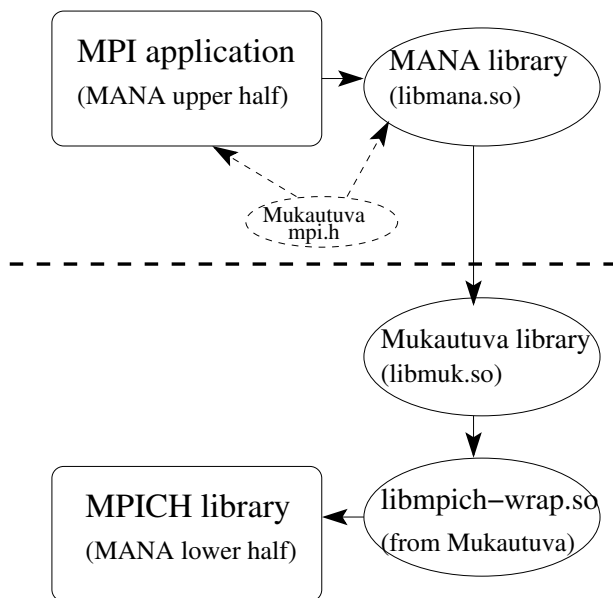 MPI application
(MANA upper half)
MANA library
(libmana.so)
Mukautuva
mpi.h
Mukautuva library
(libmuk.so)
MPICH library
(MANA lower half)
libmpich−wrap.so
(from Mukautuva)